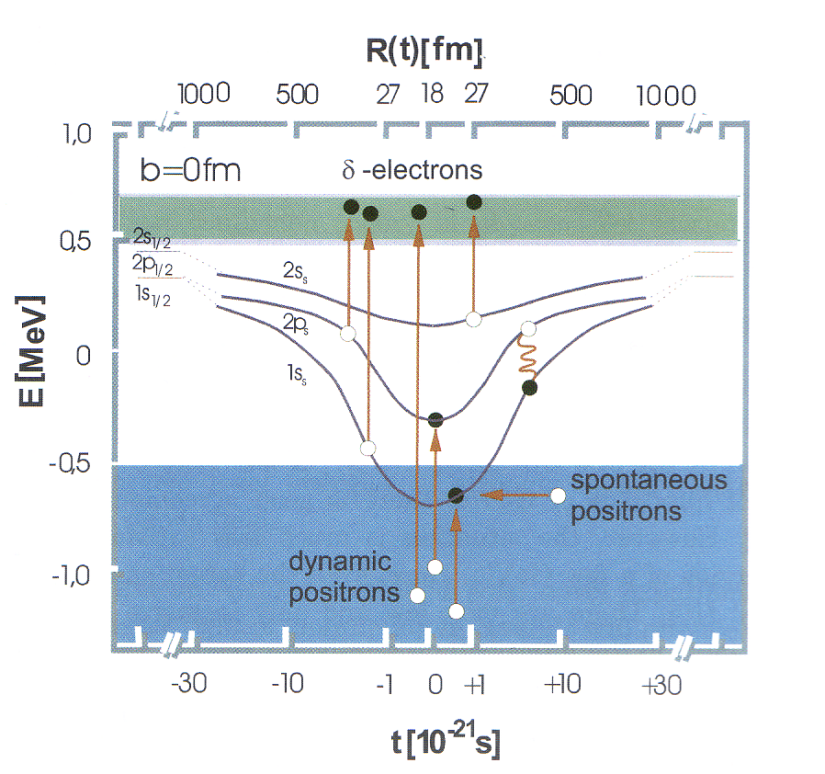 R(t)[fm]
1000 500 27 18 27 500 1000
1,0
b=0fm
δ -electrons
0,5
2s1/2
2p1/2
1s1/2
2ss
2ps
1ss
0
E [MeV]
-0,5
spontaneous
positrons
-1,0
dynamic
positrons
-30 -10 -1 0 +1 +10 +30
t [10-21s]